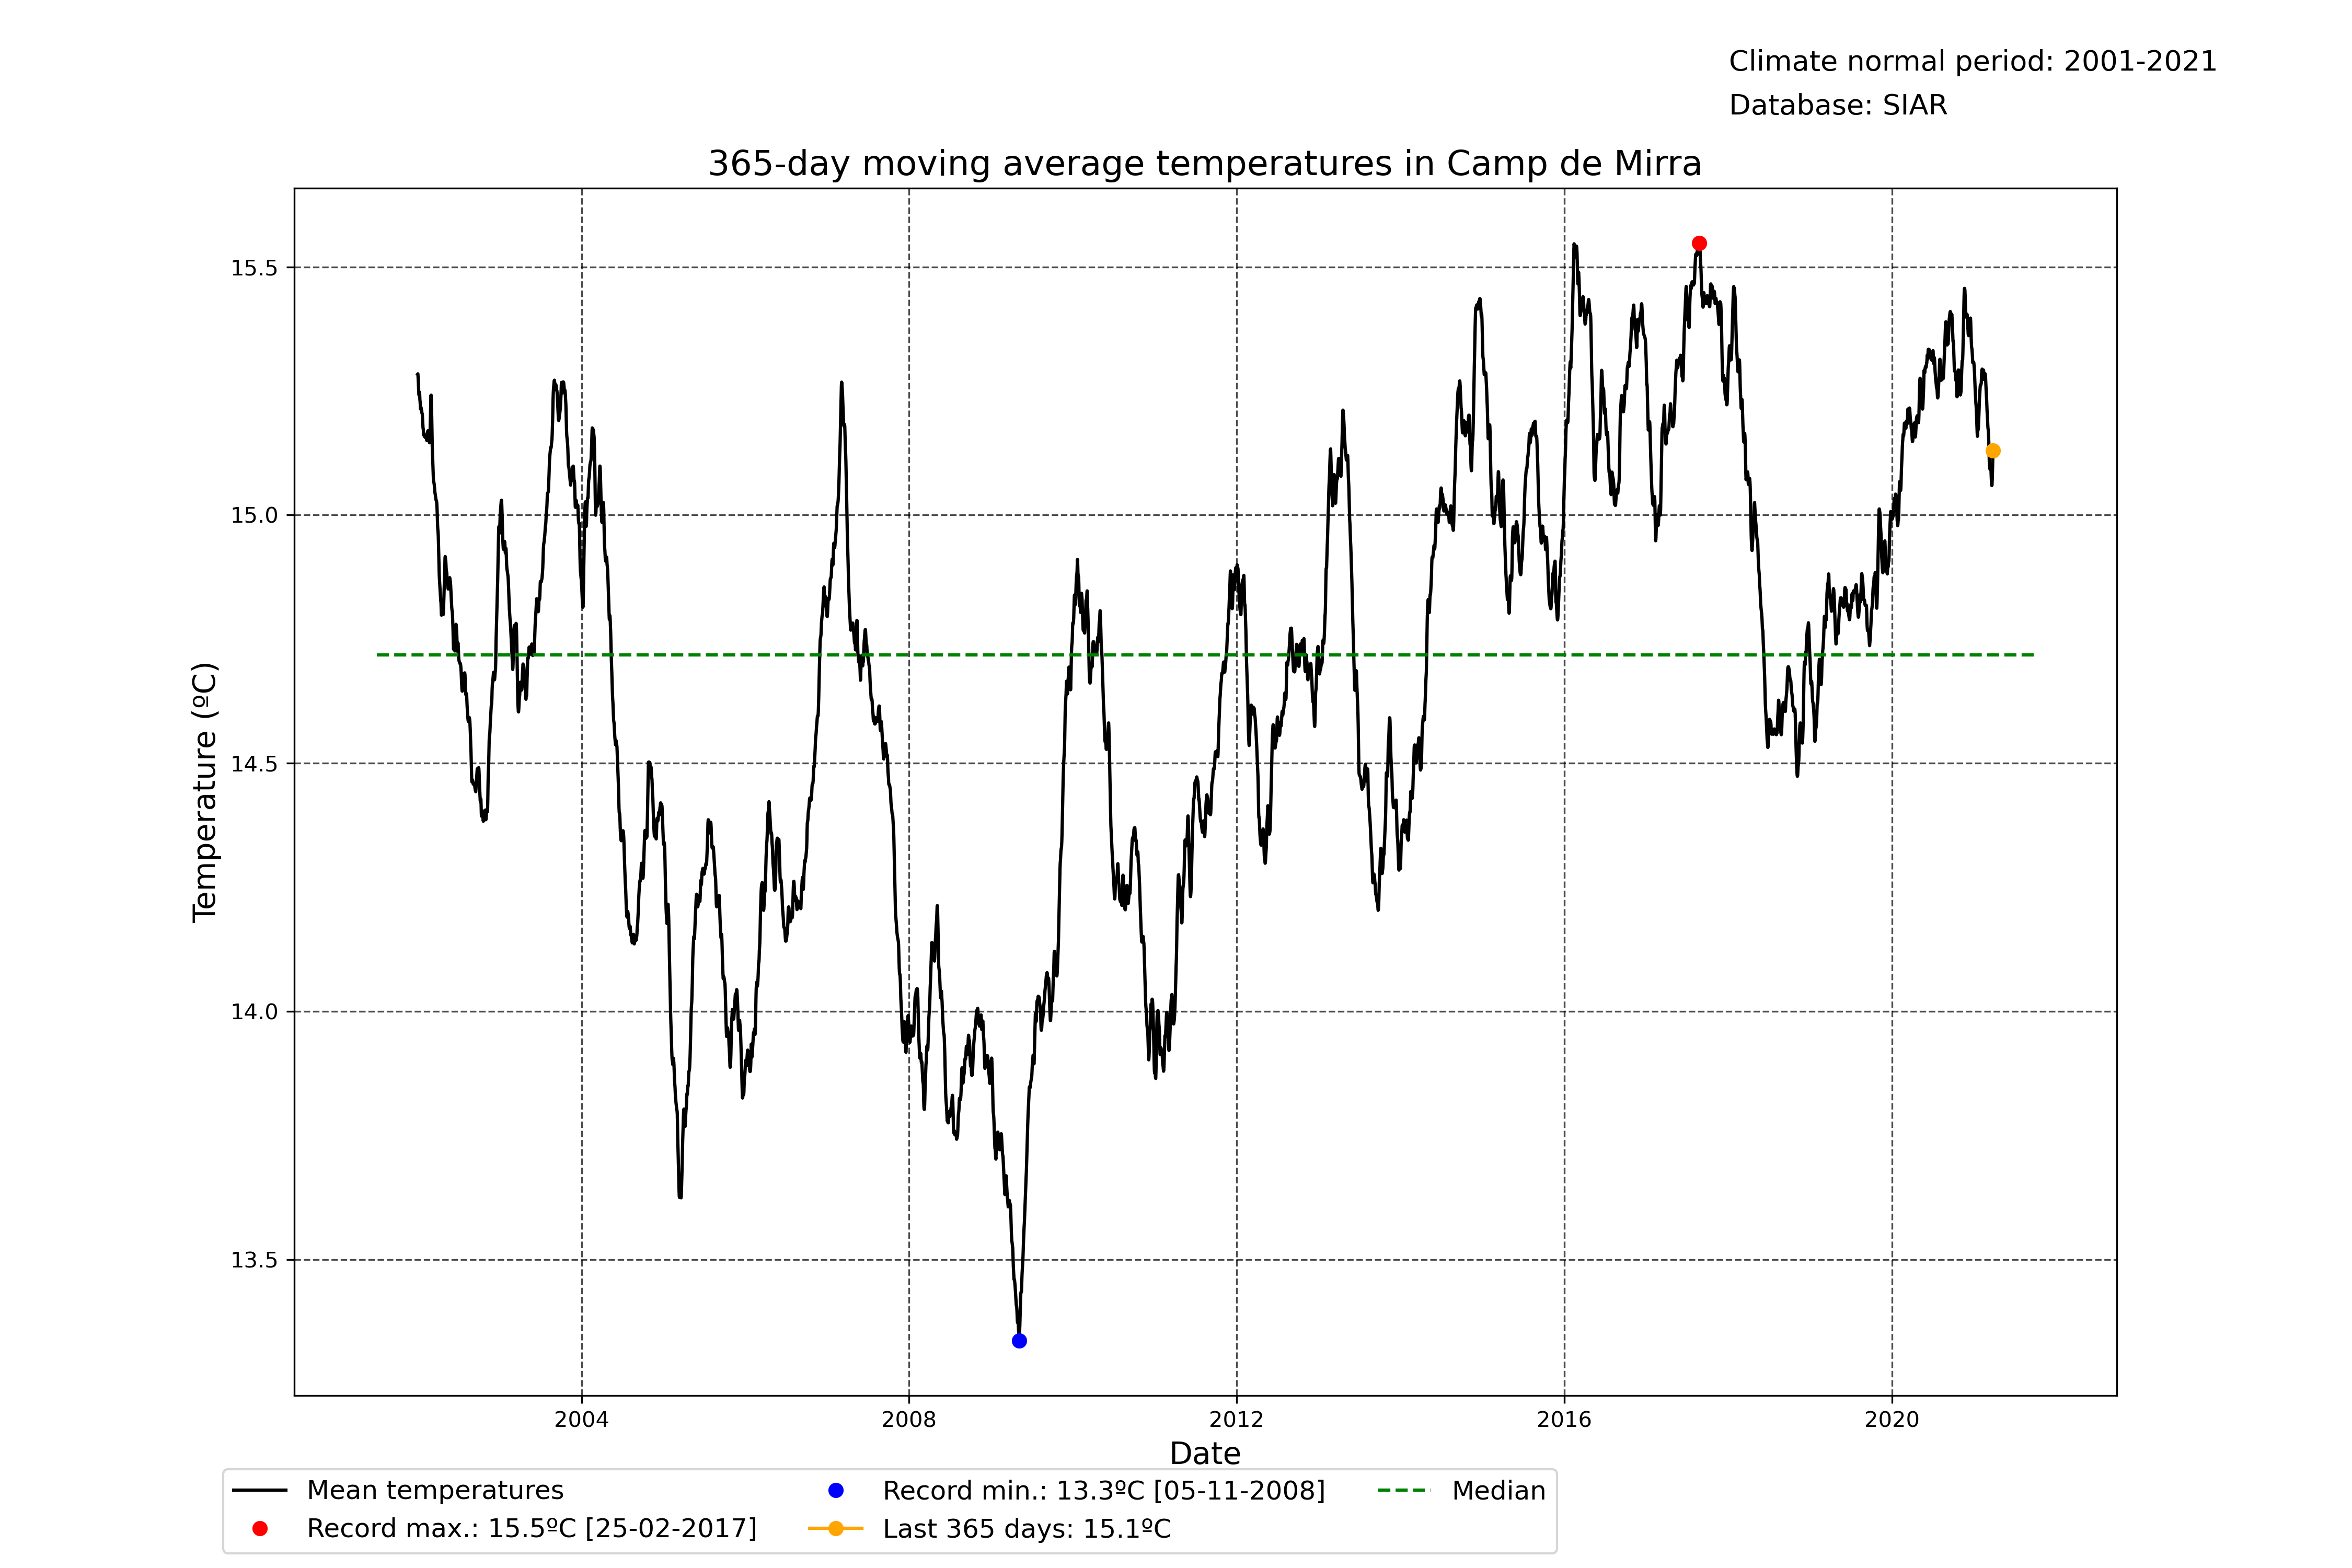 Climate normal period: 2001-2021
Database: SIAR
365-day moving average temperatures in Camp de Mirra
15.5
15.0
14.5
14.0
13.5
Temperature (ºC)
2004
2008
2012
2016
2020
Date
Mean temperatures
Record max.: 15.5ºC [25-02-2017]
Record min.: 13.3ºC [05-11-2008]
Last 365 days: 15.1ºC
Median